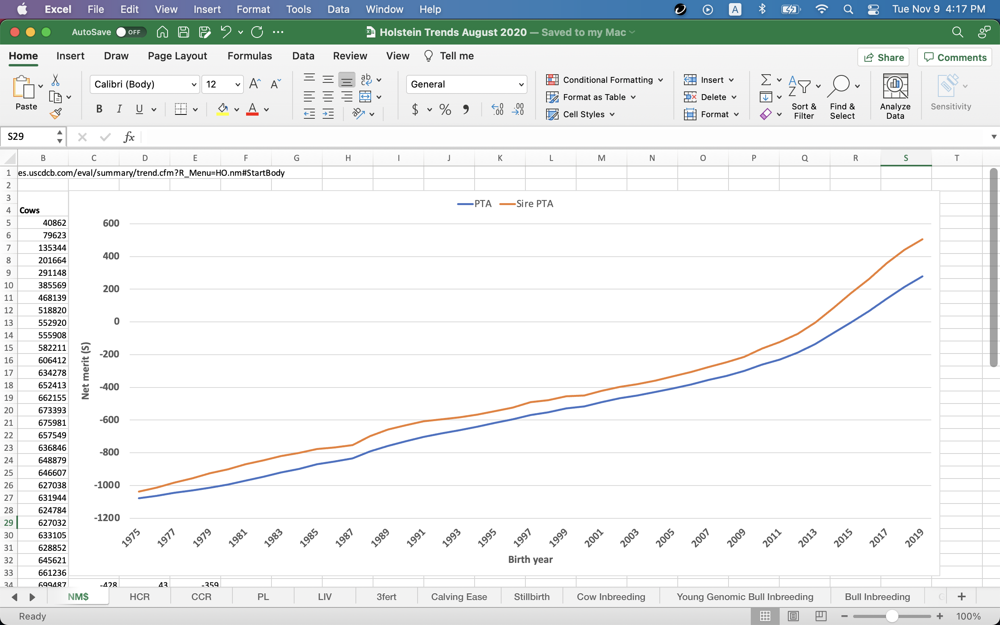 Excel File Edit View Insert Format Tools Data Window Help A Tue Nov 9 4:17 PM
AutoSave OFF Holstein Trends August 2020 — Saved to my Mac
Home Insert Draw Page Layout Formulas Data Review View Tell me Share Comments
Paste Calibri (Body) 12 A A ab c General Conditional Formatting Insert
Format as Table Delete
B I U A $ % , .0 .00 .00 .0 Cell Styles Format
Sort & Filter Find & Select Analyze Data Sensitivity
S29 fx
B C D E F G H I J K L M N O P Q R S T
1 es.uscdcb.com/eval/summary/trend.cfm?R_Menu=HO.nm#StartBody
2
3
4 Cows
5 40862
6 79623
7 135344
8 201664
9 291148
10 385569
11 468139
12 518820
13 552920
14 555908
15 582211
16 606412
17 634278
18 652413
19 662155
20 673393
21 675981
22 657549
23 636846
24 648879
25 646607
26 627038
27 631944
28 624784
29 627032
30 633105
31 628852
32 645621
33 661236
34 699487 -428 43 -359
PTA Sire PTA
600
400
200
0
-200
-400
-600
-800
-1000
-1200
Net merit ($)
1975 1977 1979 1981 1983 1985 1987 1989 1991 1993 1995 1997 1999 2001 2003 2005 2007 2009 2011 2013 2015 2017 2019
Birth year
NM$ HCR CCR PL LIV 3fert Calving Ease Stillbirth Cow Inbreeding Young Genomic Bull Inbreeding Bull Inbreeding G +
Ready 100%